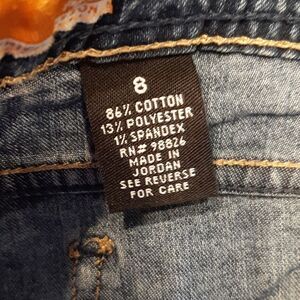 8
86% COTTON
13% POLYESTER
1% SPANDEX
RN# 98826
MADE IN
JORDAN
SEE REVERSE
FOR CARE